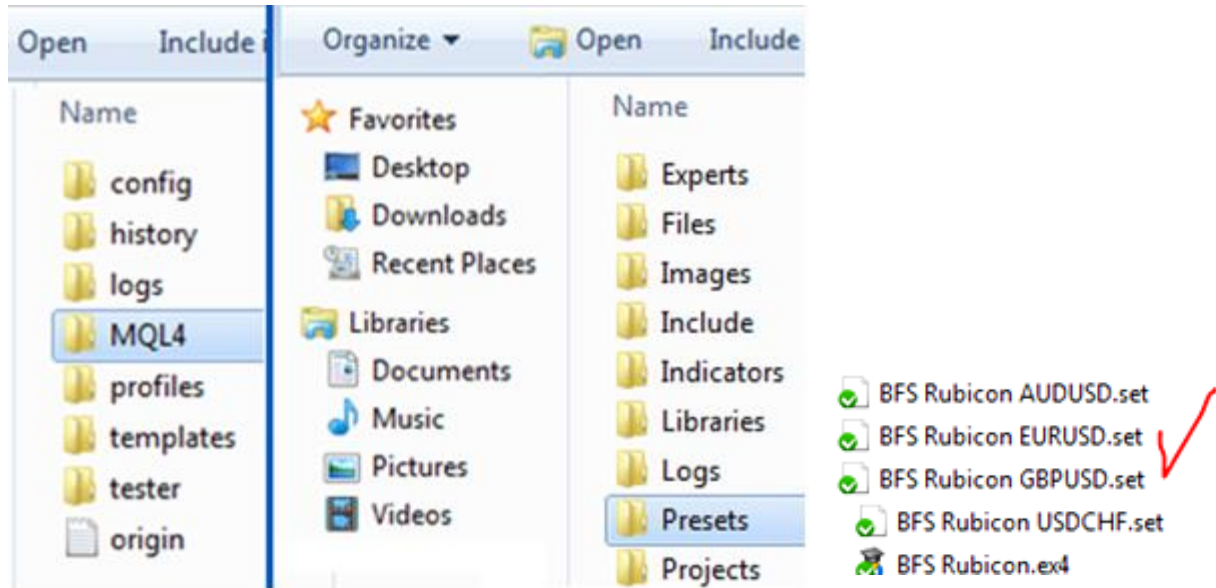 Open Include i
Name
config
history
logs
MQL4
profiles
templates
tester
origin
Organize Open Include
Favorites
Desktop
Downloads
Recent Places
Libraries
Documents
Music
Pictures
Videos
Name
Experts
Files
Images
Include
Indicators
Libraries
Logs
Presets
Projects
BFS Rubicon AUDUSD.set
BFS Rubicon EURUSD.set
BFS Rubicon GBPUSD.set
BFS Rubicon USDCHF.set
BFS Rubicon.ex4